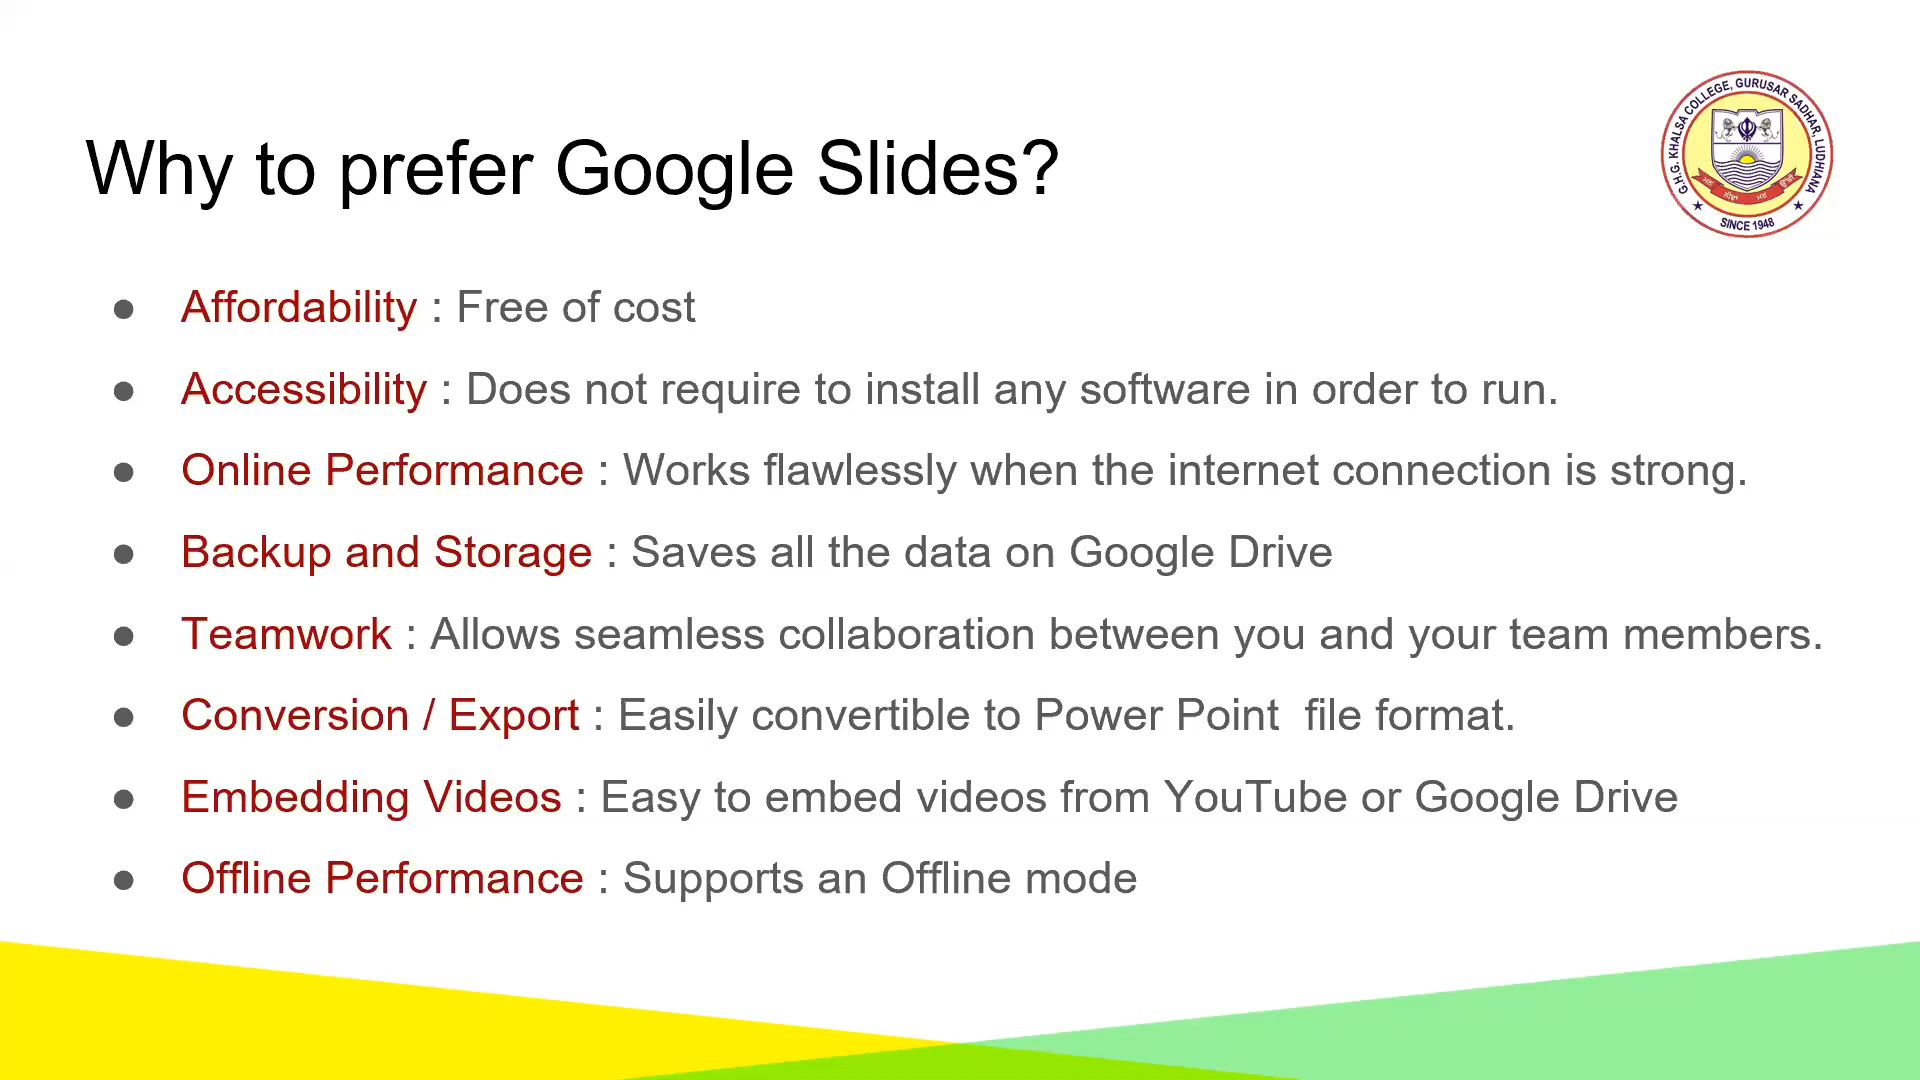 Why to prefer Google Slides?
G.H.G. KHALSA COLLEGE, GURUSAR SADHAR, LUDHIANA
SINCE 1948
● Affordability : Free of cost
● Accessibility : Does not require to install any software in order to run.
● Online Performance : Works flawlessly when the internet connection is strong.
● Backup and Storage : Saves all the data on Google Drive
● Teamwork : Allows seamless collaboration between you and your team members.
● Conversion / Export : Easily convertible to Power Point  file format.
● Embedding Videos : Easy to embed videos from YouTube or Google Drive
● Offline Performance : Supports an Offline mode